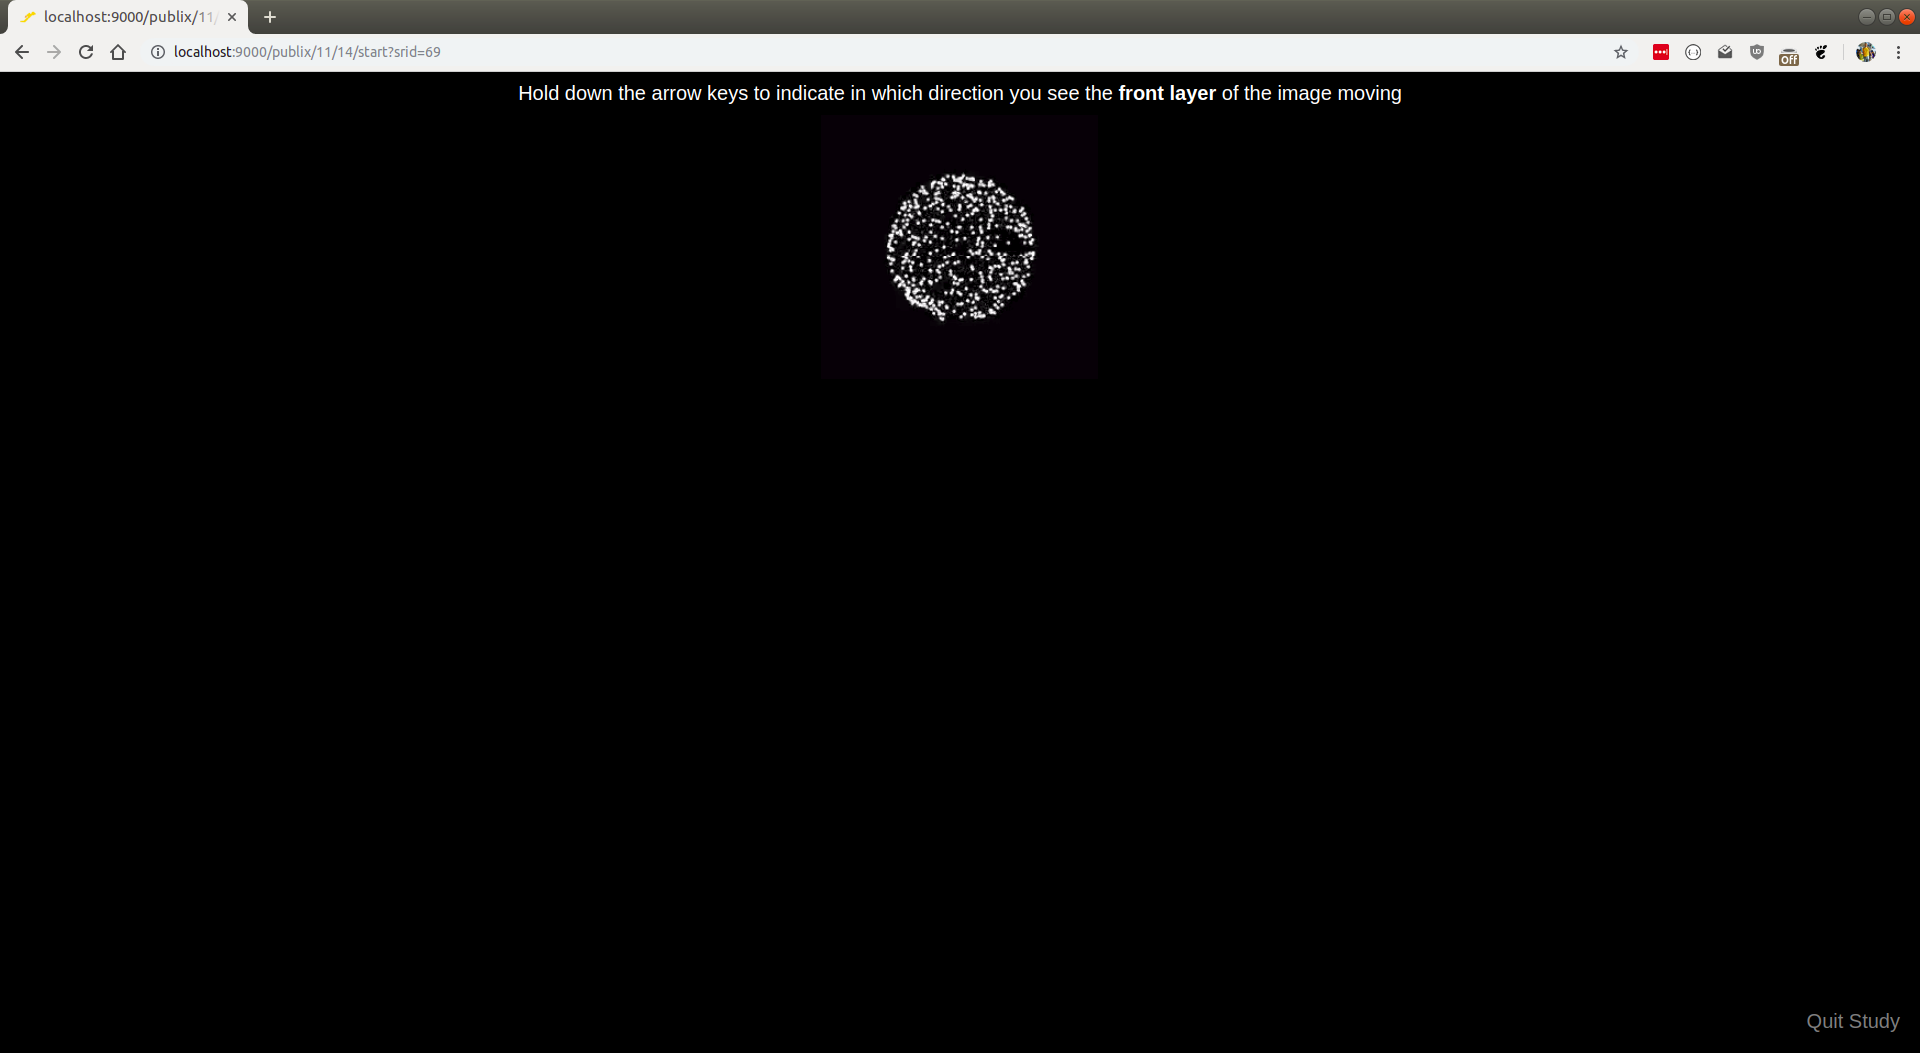 localhost:9000/publix/11/
localhost:9000/publix/11/14/start?srid=69
Off
Hold down the arrow keys to indicate in which direction you see the front layer of the image moving
Quit Study